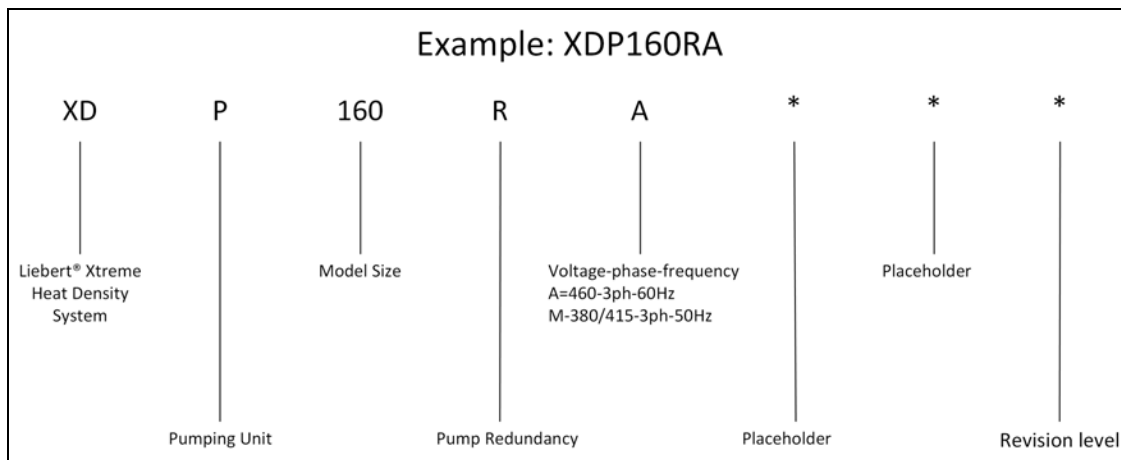 Example: XDP160RA
XD P 160 R A * * *
Liebert® Xtreme
Heat Density
System
Model Size
Voltage-phase-frequency
A=460-3ph-60Hz
M-380/415-3ph-50Hz
Placeholder
Pumping Unit
Pump Redundancy
Placeholder
Revision level